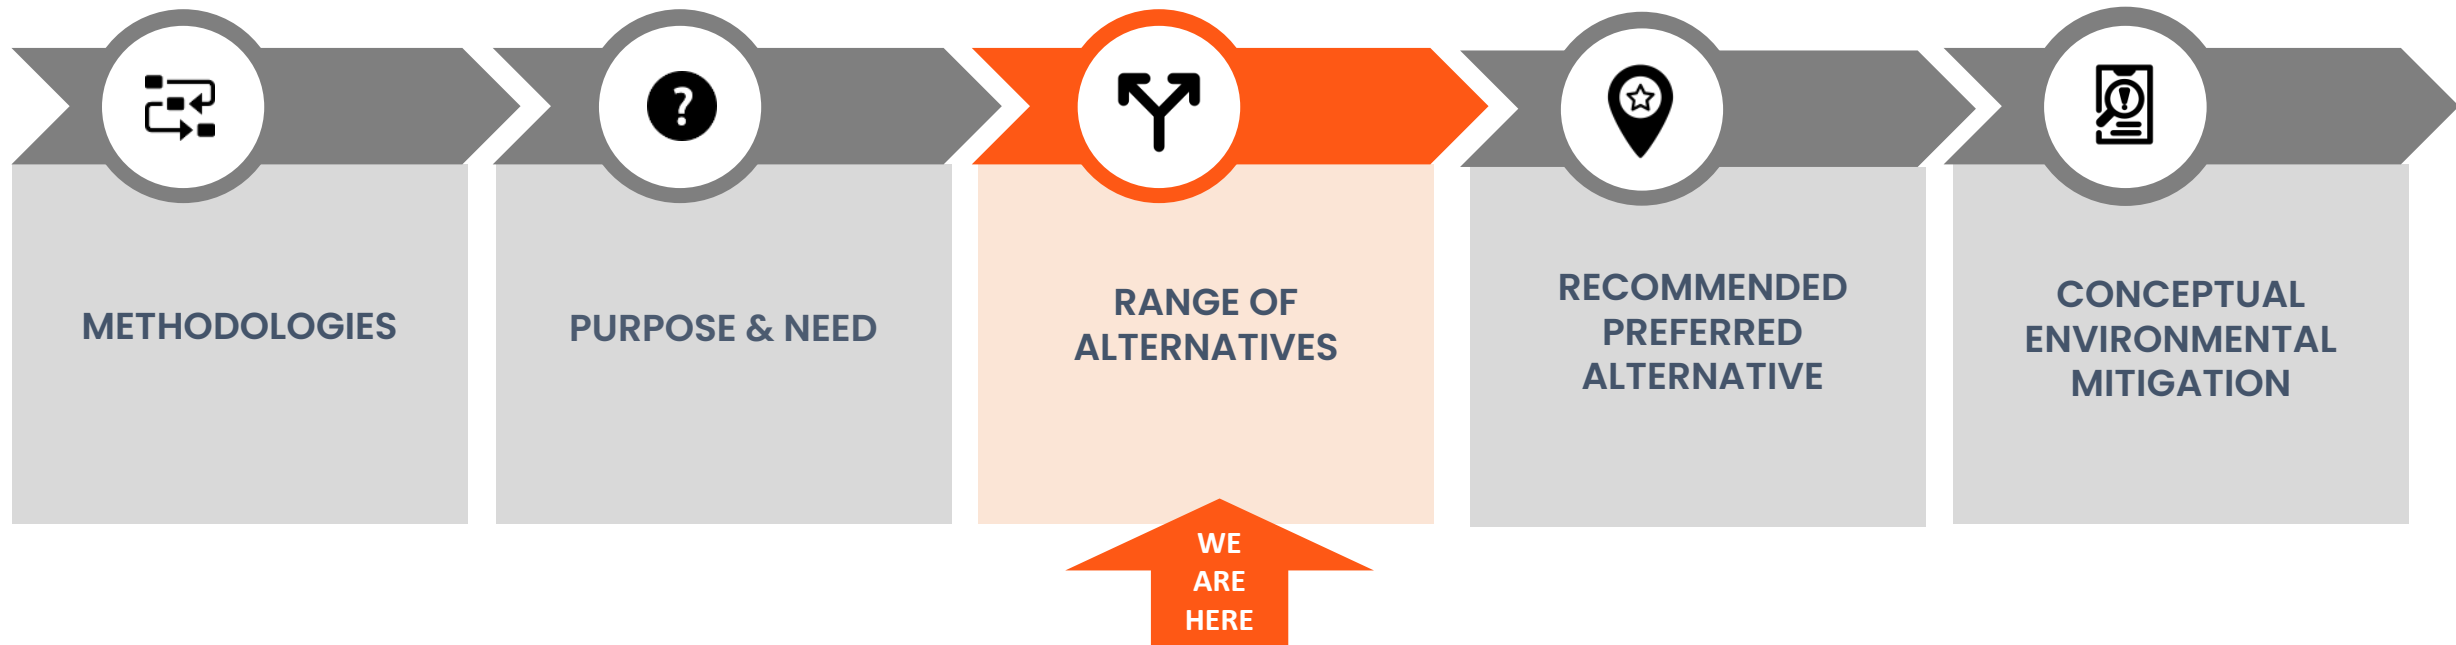 METHODOLOGIES
PURPOSE & NEED
RANGE OF
ALTERNATIVES
RECOMMENDED
PREFERRED
ALTERNATIVE
CONCEPTUAL
ENVIRONMENTAL
MITIGATION
WE
ARE
HERE